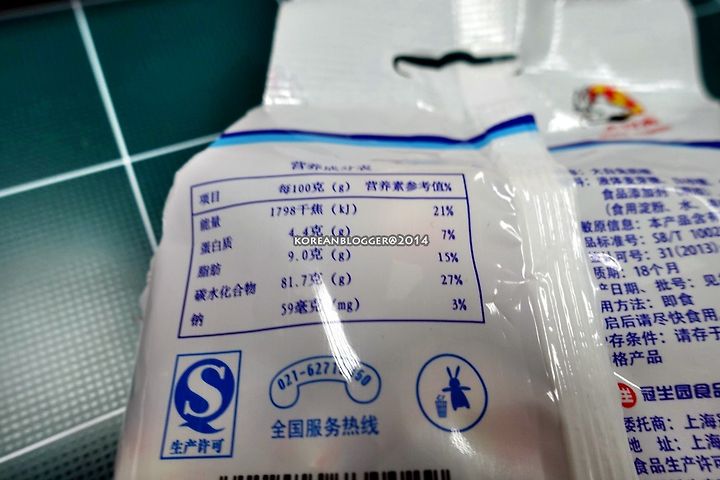 营养成分表
项目 每100克 (g) 营养素参考值%
能量 1798千焦 (kJ) 21%
蛋白质 4.4克 (g) 7%
脂肪 9.0克 (g) 15%
碳水化合物 81.7克 (g) 27%
钠 59毫克 (mg) 3%
KOREANBLOGGER@2014
生产许可
全国服务热线
食品添加剂
(食用淀粉、水、
敏原信息：本产品含有
品标准号：SB/T 1002
可号：31(2013)
质期：18个月
产日期、批号：见
用方法：即食
启后请尽快食用
存条件：请存于
格产品
冠生园食品
委托商：上海
地 址：上海
食品生产许可